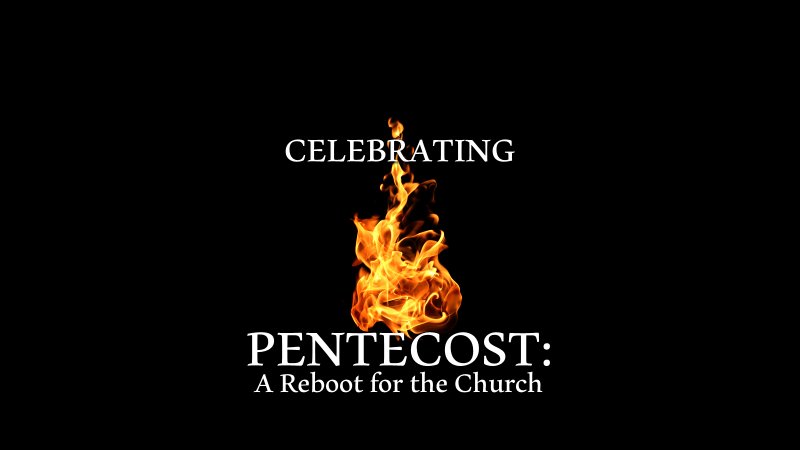 CELEBRATING
PENTECOST:
A Reboot for the Church